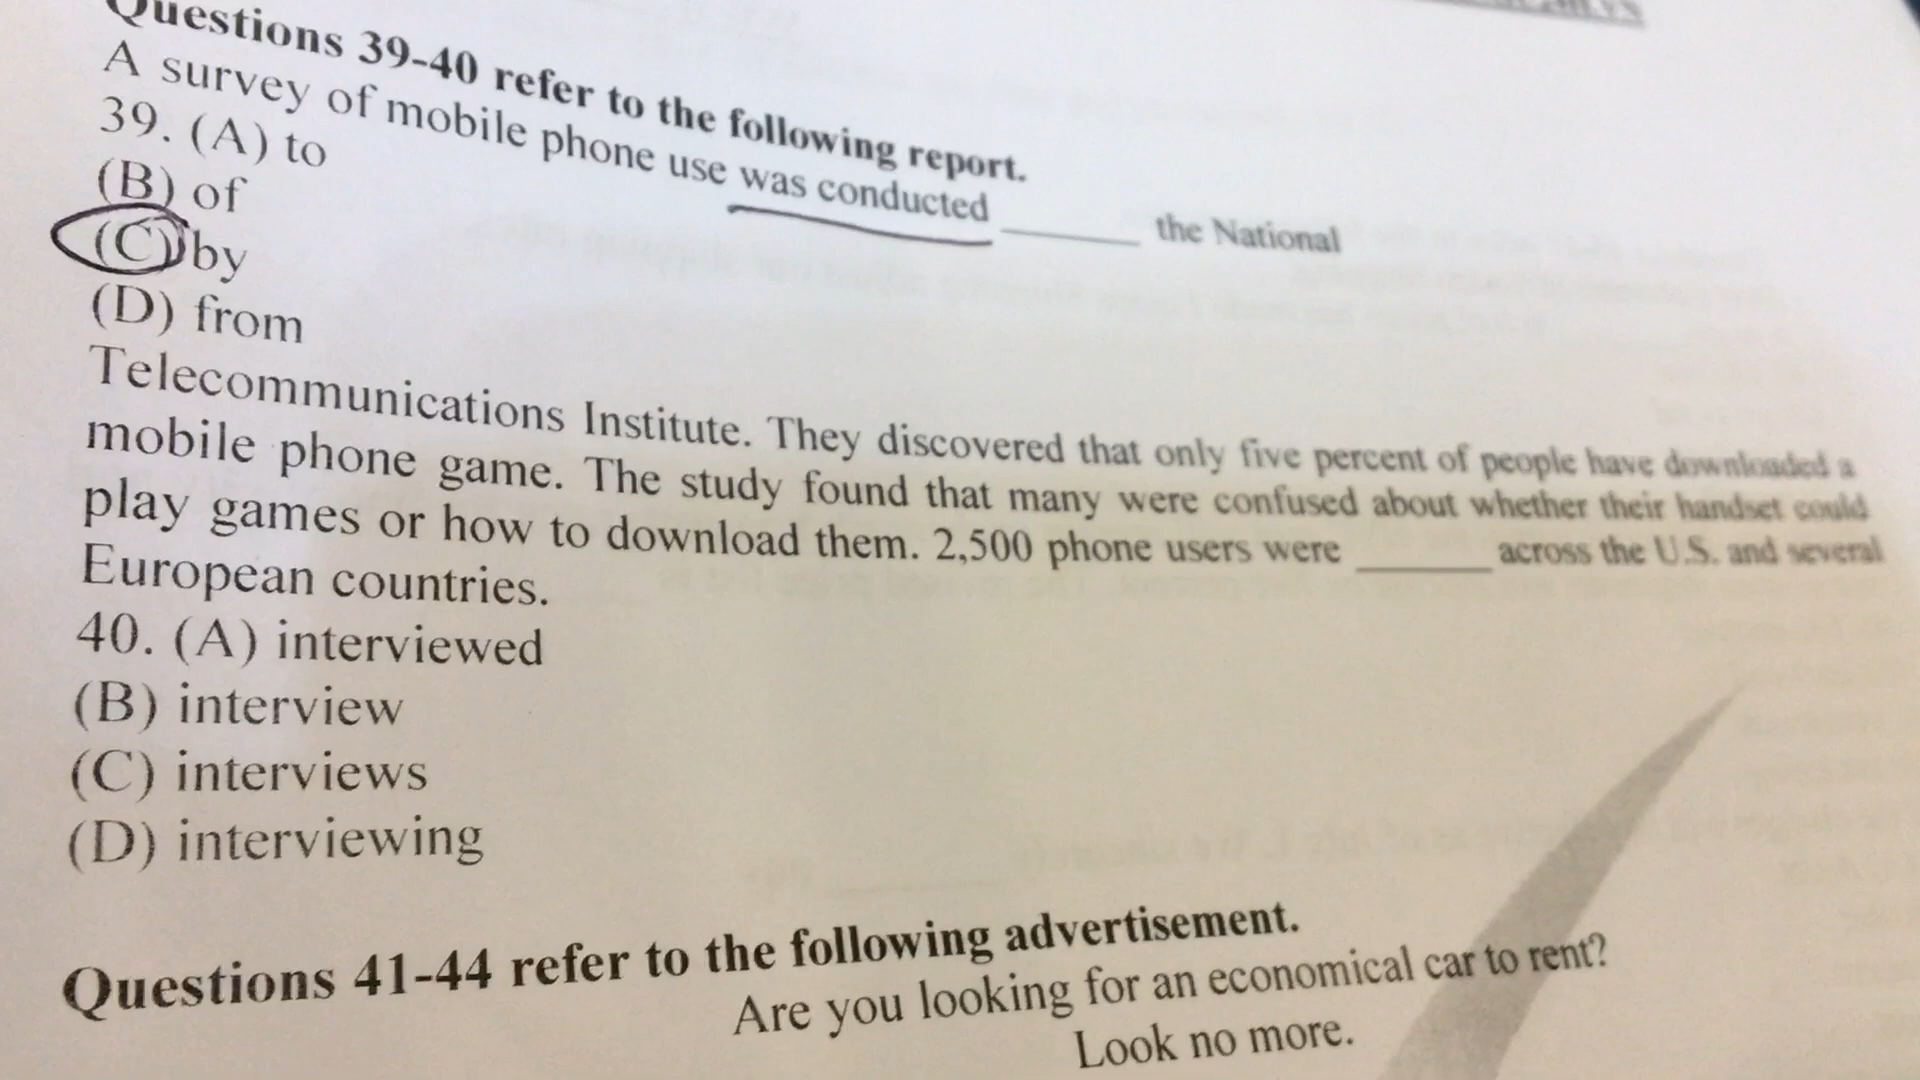 Questions 39-40 refer to the following report.
A survey of mobile phone use was conducted ______ the National
39. (A) to
(B) of
(C) by
(D) from
Telecommunications Institute. They discovered that only five percent of people have downloaded a
mobile phone game. The study found that many were confused about whether their handset could
play games or how to download them. 2,500 phone users were ______ across the U.S. and several
European countries.
40. (A) interviewed
(B) interview
(C) interviews
(D) interviewing
Questions 41-44 refer to the following advertisement.
Are you looking for an economical car to rent?
Look no more.